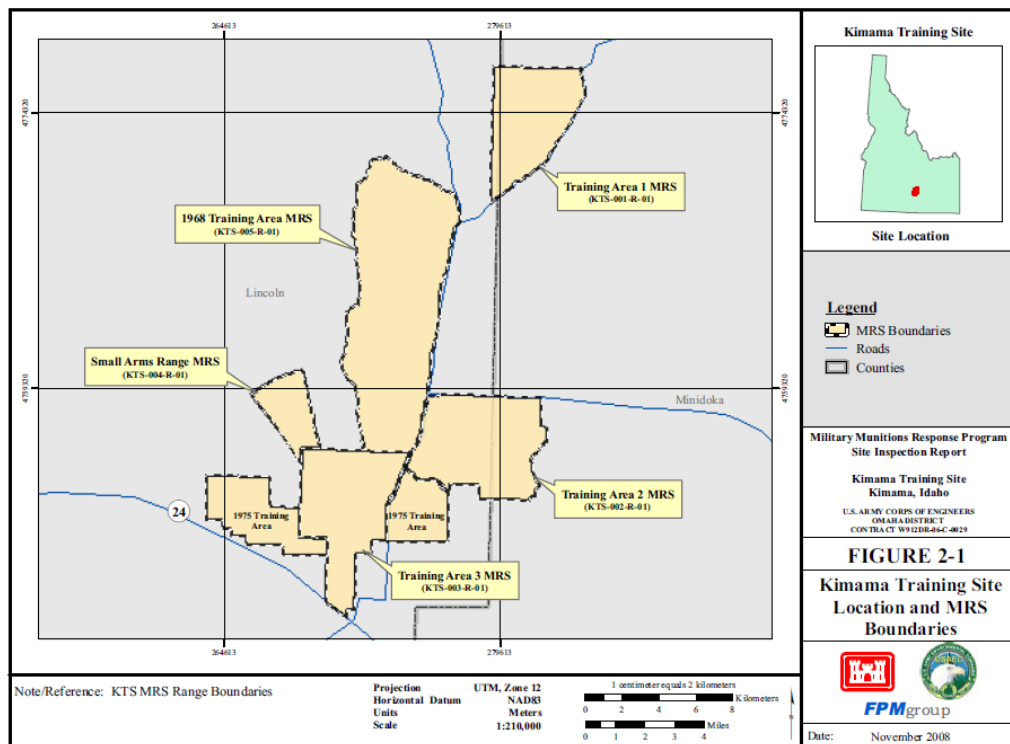 264613
279613
4774320
4774320
Training Area 1 MRS
(KTS-001-R-01)
1968 Training Area MRS
(KTS-005-R-01)
Lincoln
Small Arms Range MRS
(KTS-004-R-01)
4759320
4759320
Minidoka
Training Area 2 MRS
(KTS-002-R-01)
24
1975 Training
Area
1975 Training
Area
Training Area 3 MRS
(KTS-003-R-01)
264613
279613
Kimama Training Site
Site Location
Legend
MRS Boundaries
Roads
Counties
Military Munitions Response Program
Site Inspection Report
Kimama Training Site
Kimama, Idaho
U.S. ARMY CORPS OF ENGINEERS
OMAHA DISTRICT
CONTRACT W912DR-06-C-0029
FIGURE 2-1
Kimama Training Site
Location and MRS
Boundaries
USAEC
FPMgroup
Date: November 2008
Note/Reference: KTS MRS Range Boundaries
Projection UTM, Zone 12
Horizontal Datum NAD83
Units Meters
Scale 1:210,000
1 centimeter equals 2 kilometers
Kilometers
0 2 4 6 8
Miles
0 1 2 3 4